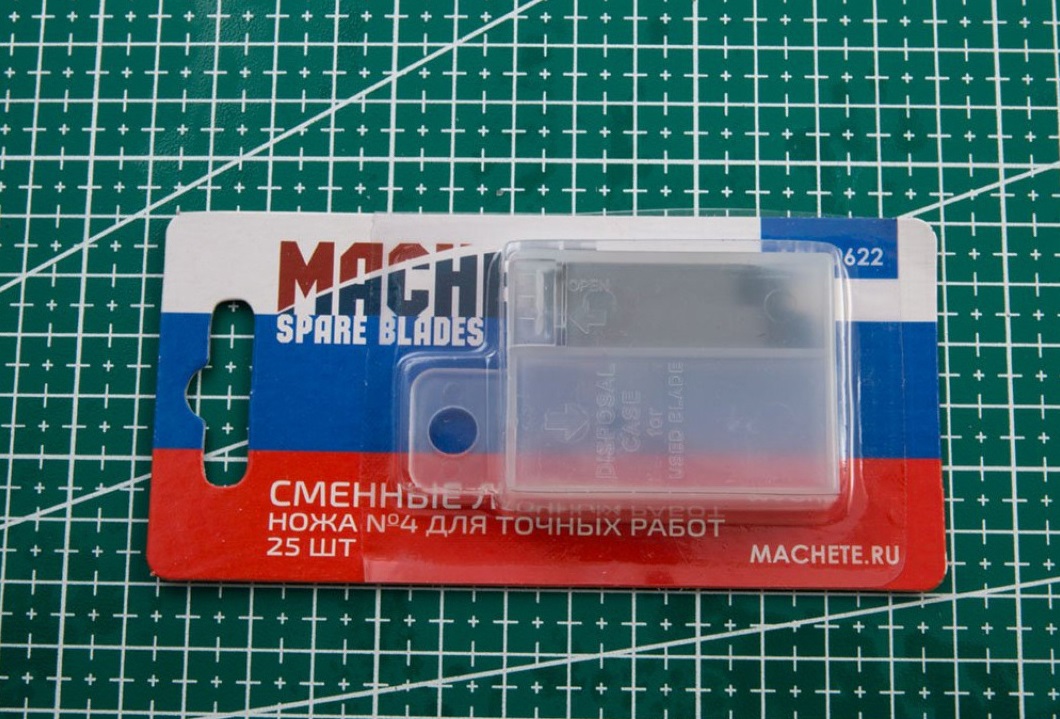 MACH
622
SPARE BLADES
OPEN
DISPOSAL
CASE
for
USED BLADE
СМЕННЫЕ Л
НОЖА №4 ДЛЯ ТОЧНЫХ РАБОТ
25 ШТ
MACHETE.RU